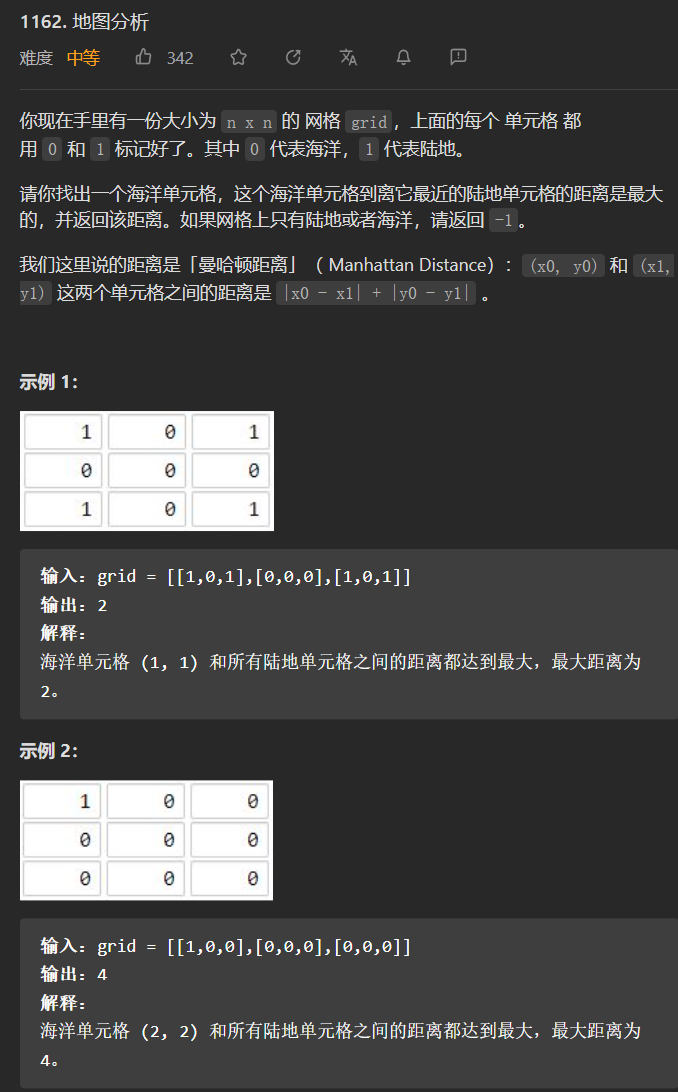 1162. 地图分析
难度 中等 342
你现在手里有一份大小为 n x n 的 网格 grid，上面的每个 单元格 都
用 0 和 1 标记好了。其中 0 代表海洋，1 代表陆地。
请你找出一个海洋单元格，这个海洋单元格到离它最近的陆地单元格的距离是最大
的，并返回该距离。如果网格上只有陆地或者海洋，请返回 -1。
我们这里说的距离是「曼哈顿距离」（ Manhattan Distance）：(x0, y0) 和 (x1,
y1) 这两个单元格之间的距离是 |x0 - x1| + |y0 - y1| 。
示例 1：
1 0 1
0 0 0
1 0 1
输入：grid = [[1,0,1],[0,0,0],[1,0,1]]
输出：2
解释：
海洋单元格 (1, 1) 和所有陆地单元格之间的距离都达到最大，最大距离为
2。
示例 2：
1 0 0
0 0 0
0 0 0
输入：grid = [[1,0,0],[0,0,0],[0,0,0]]
输出：4
解释：
海洋单元格 (2, 2) 和所有陆地单元格之间的距离都达到最大，最大距离为
4。